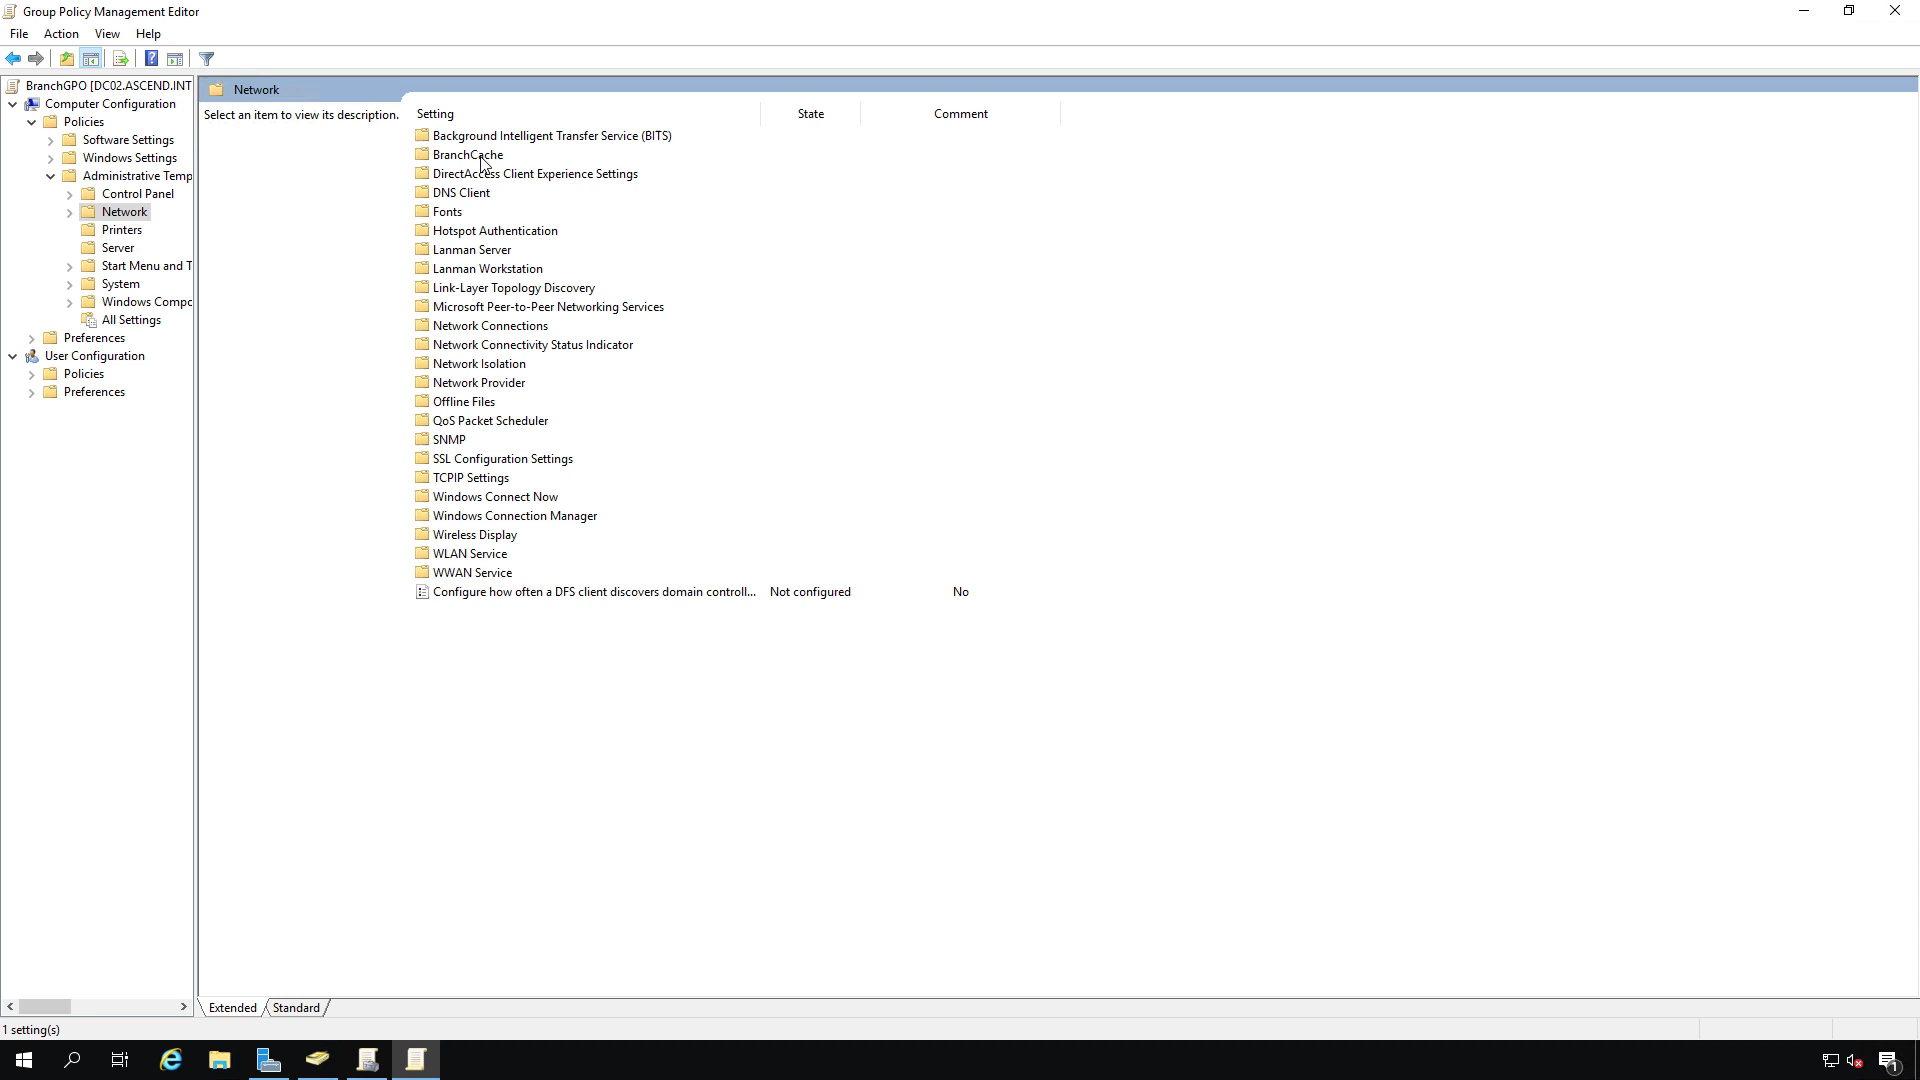 Group Policy Management Editor
File Action View Help
BranchGPO [DC02.ASCEND.INT
Computer Configuration
Policies
Software Settings
Windows Settings
Administrative Temp
Control Panel
Network
Printers
Server
Start Menu and T
System
Windows Compc
All Settings
Preferences
User Configuration
Policies
Preferences
Network
Select an item to view its description.
Setting State Comment
Background Intelligent Transfer Service (BITS)
BranchCache
DirectAccess Client Experience Settings
DNS Client
Fonts
Hotspot Authentication
Lanman Server
Lanman Workstation
Link-Layer Topology Discovery
Microsoft Peer-to-Peer Networking Services
Network Connections
Network Connectivity Status Indicator
Network Isolation
Network Provider
Offline Files
QoS Packet Scheduler
SNMP
SSL Configuration Settings
TCPIP Settings
Windows Connect Now
Windows Connection Manager
Wireless Display
WLAN Service
WWAN Service
Configure how often a DFS client discovers domain controll... Not configured No
Extended Standard
1 setting(s)
1